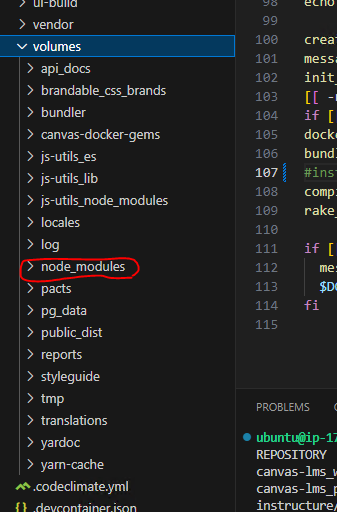 ui-build
vendor
volumes
api_docs
brandable_css_brands
bundler
canvas-docker-gems
js-utils_es
js-utils_lib
js-utils_node_modules
locales
log
node_modules
pacts
pg_data
public_dist
reports
styleguide
tmp
translations
yardoc
yarn-cache
.codeclimate.yml
.devcontainer.json
98 echo
99
100 creat
101 messa
102 init_
103 [[ -n
104 if [
105 docke
106 bundl
107 #inst
108 compi
109 rake_
110
111 if [
112 mes
113 $DO
114 fi
115
PROBLEMS
ubuntu@ip-17
REPOSITORY
canvas-lms_w
canvas-lms_p
instructure/